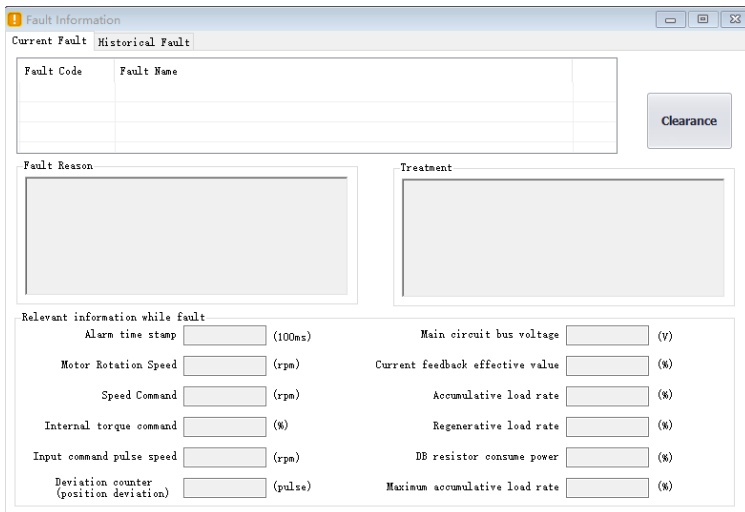 Fault Information
Current Fault Historical Fault
Fault Code Fault Name
Clearance
Fault Reason Treatment
Relevant information while fault
Alarm time stamp (100ms) Main circuit bus voltage (V)
Motor Rotation Speed (rpm) Current feedback effective value (%)
Speed Command (rpm) Accumulative load rate (%)
Internal torque command (%) Regenerative load rate (%)
Input command pulse speed (rpm) DB resistor consume power (%)
Deviation counter
(position deviation) (pulse) Maximum accumulative load rate (%)